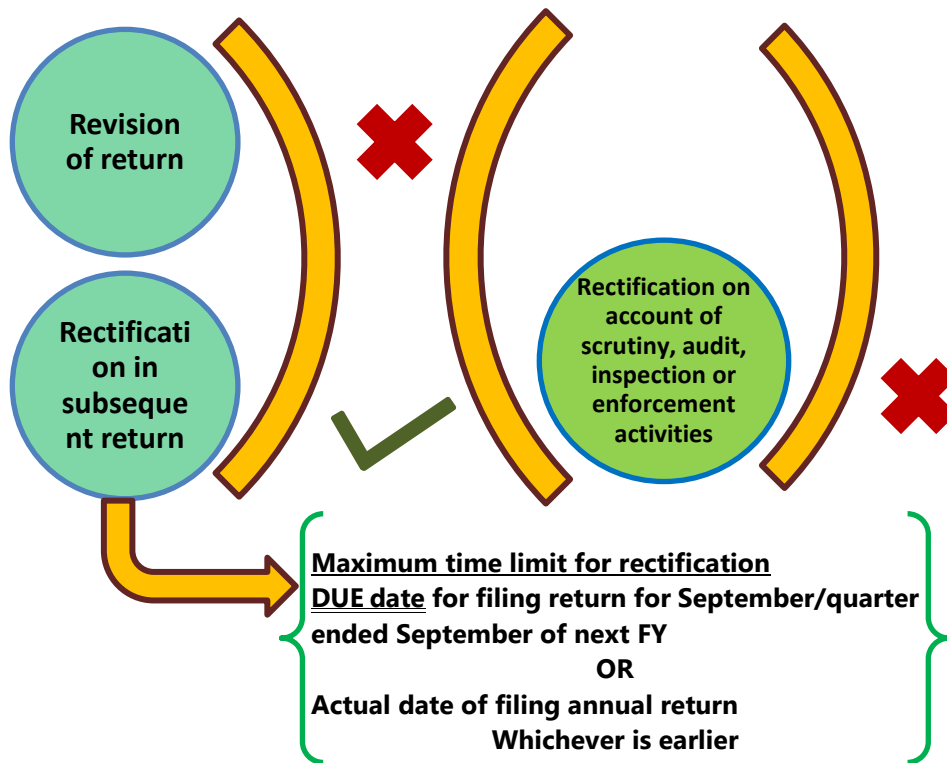 Revision
of return
Rectificati
on in
subseque
nt return
Rectification on
account of
scrutiny, audit,
inspection or
enforcement
activities
Maximum time limit for rectification
DUE date for filing return for September/quarter
ended September of next FY
OR
Actual date of filing annual return
Whichever is earlier